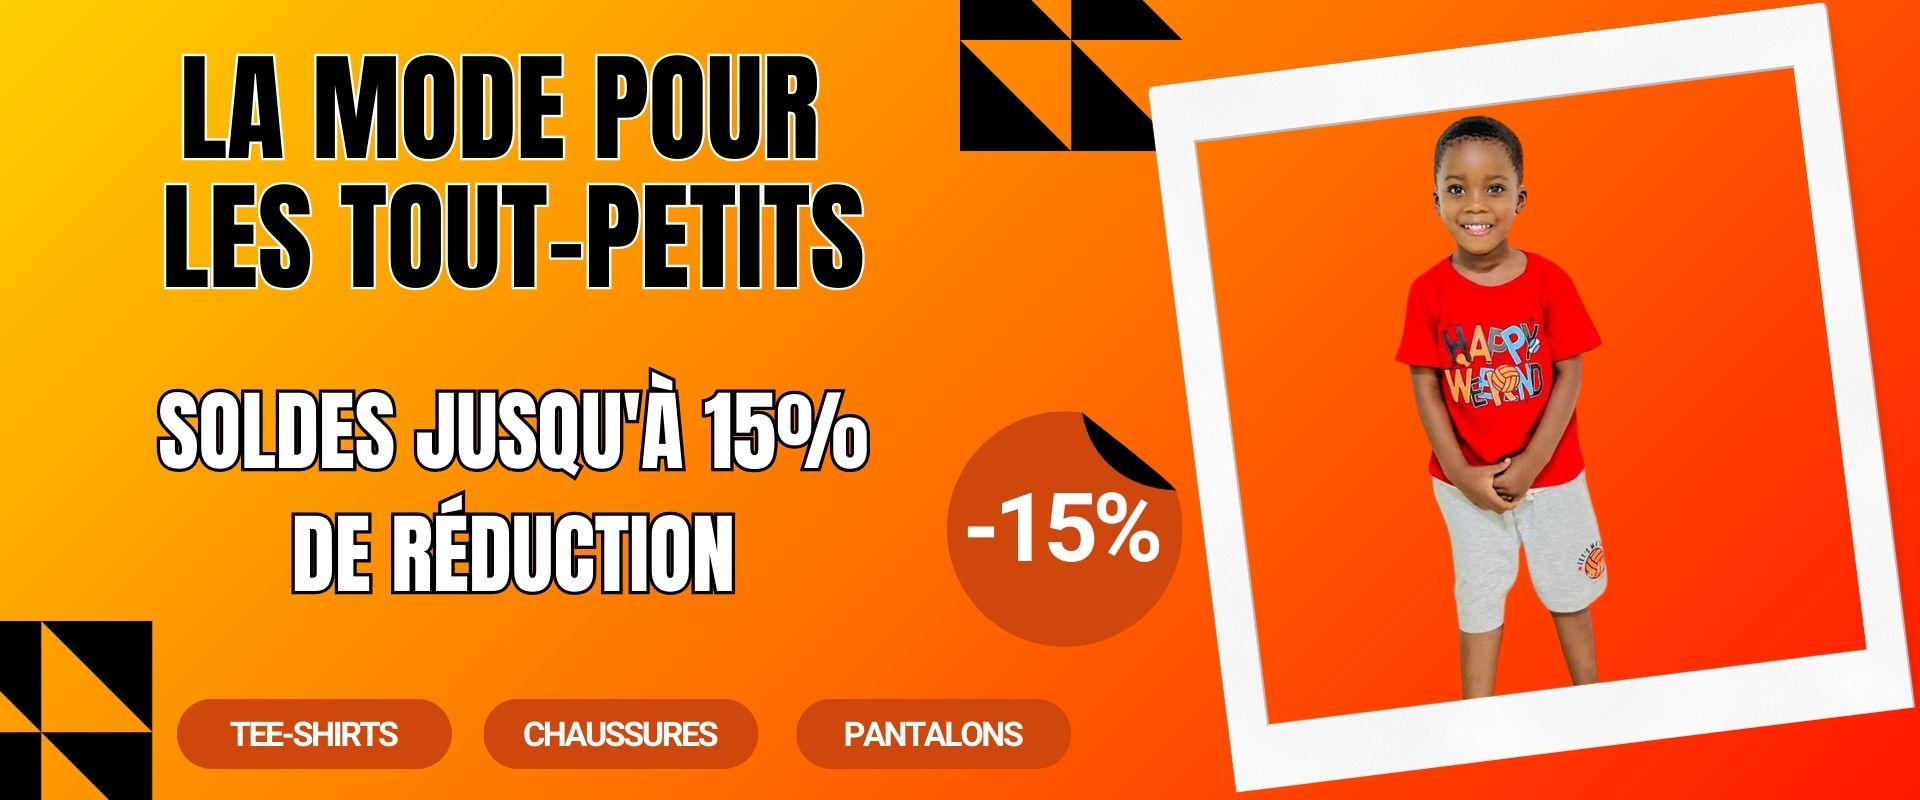 LA MODE POUR
LES TOUT-PETITS
SOLDES JUSQU'À 15%
DE RÉDUCTION
-15%
TEE-SHIRTS
CHAUSSURES
PANTALONS
HAPPY
WEEKEND